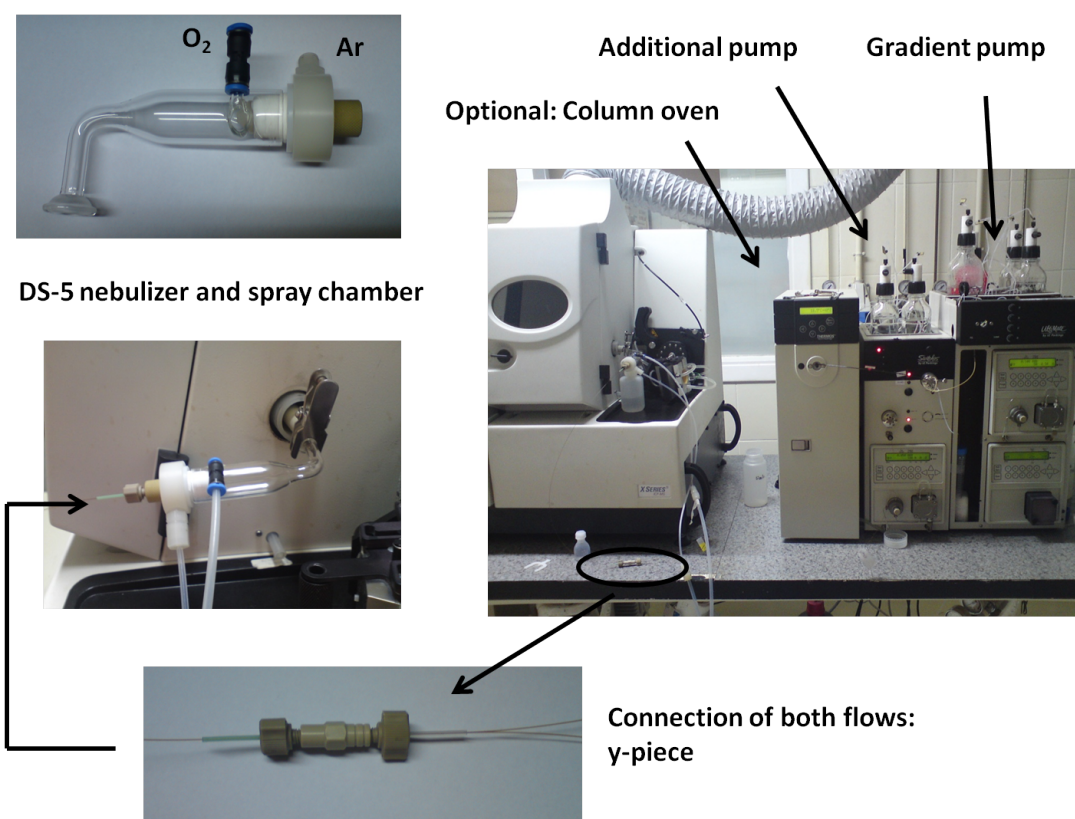 O₂
Ar
Additional pump
Gradient pump
Optional: Column oven
DS-5 nebulizer and spray chamber
X SERIES
Connection of both flows:
y-piece